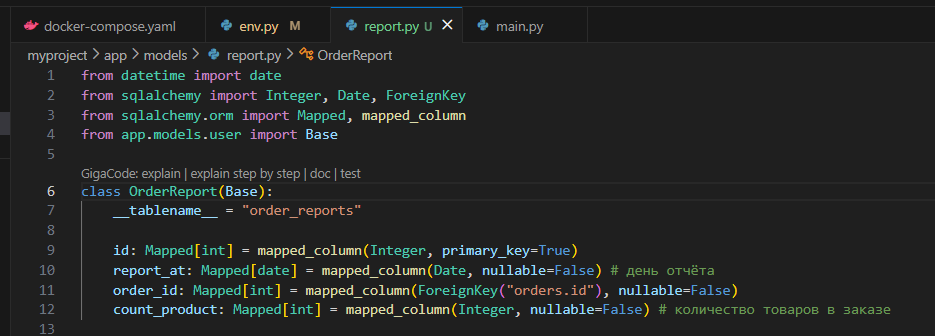 docker-compose.yaml env.py M report.py U main.py
myproject > app > models > report.py > OrderReport
1 from datetime import date
2 from sqlalchemy import Integer, Date, ForeignKey
3 from sqlalchemy.orm import Mapped, mapped_column
4 from app.models.user import Base
5
GigaCode: explain | explain step by step | doc | test
6 class OrderReport(Base):
7     __tablename__ = "order_reports"
8
9     id: Mapped[int] = mapped_column(Integer, primary_key=True)
10     report_at: Mapped[date] = mapped_column(Date, nullable=False) # день отчёта
11     order_id: Mapped[int] = mapped_column(ForeignKey("orders.id"), nullable=False)
12     count_product: Mapped[int] = mapped_column(Integer, nullable=False) # количество товаров в заказе
13